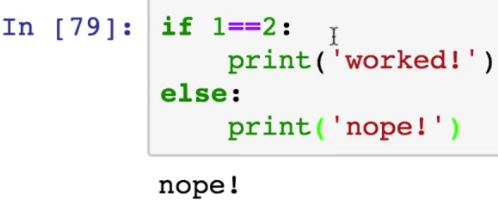 In [79]: if 1==2:
print('worked!')
else:
print('nope!')
nope!